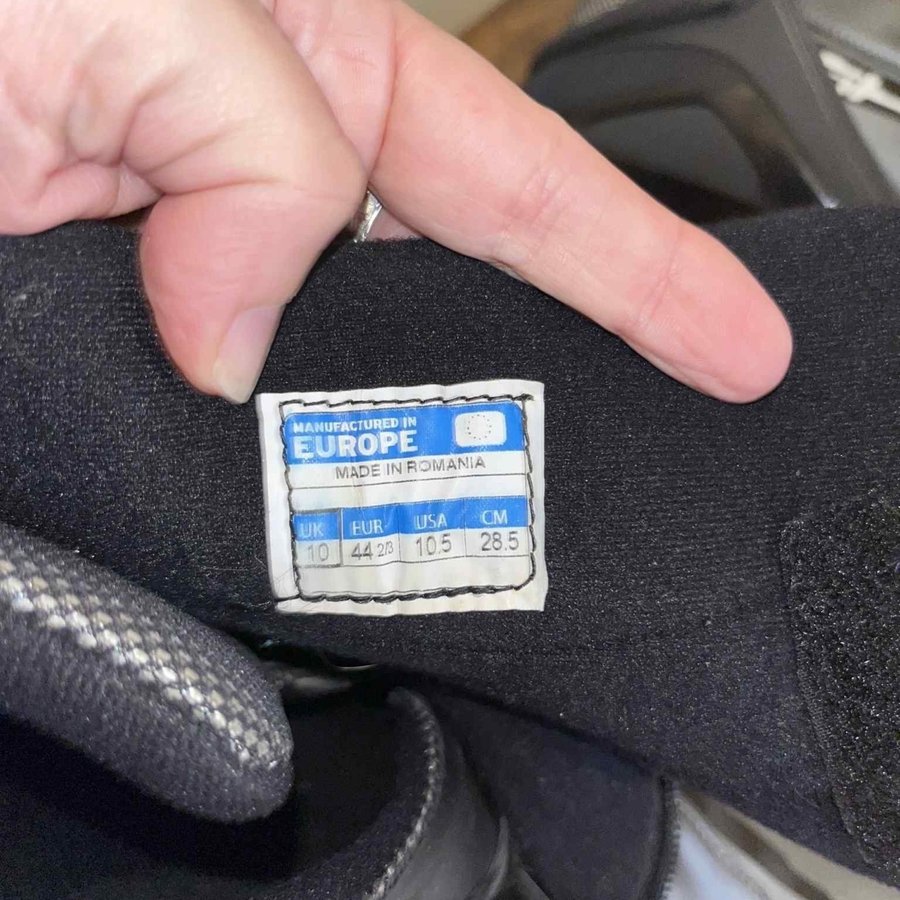 MANUFACTURED IN
EUROPE
MADE IN ROMANIA
UK EUR USA CM
10 44 2/3 10.5 28.5